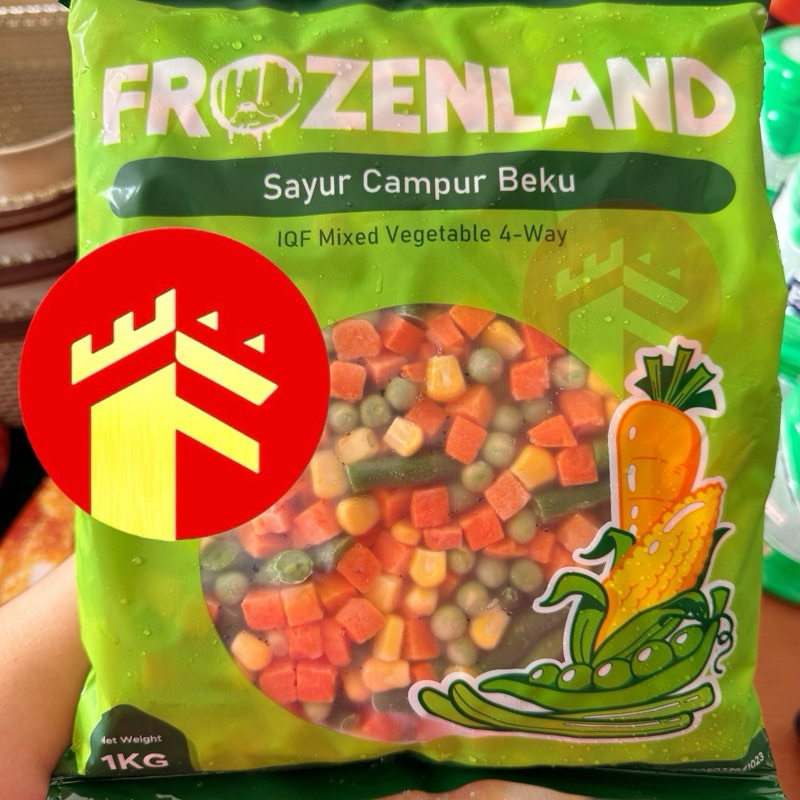 FROZENLAND
Sayur Campur Beku
IQF Mixed Vegetable 4-Way
Net Weight
1KG